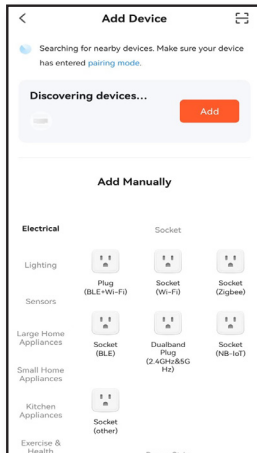 Add Device
Searching for nearby devices. Make sure your device
has entered pairing mode.
Discovering devices...
Add
Add Manually
Electrical
Lighting
Sensors
Large Home
Appliances
Small Home
Appliances
Kitchen
Appliances
Exercise &
Health
Socket
Plug
(BLE+Wi-Fi)
Socket
(Wi-Fi)
Socket
(Zigbee)
Socket
(BLE)
Dualband
Plug
(2.4GHz&5G
Hz)
Socket
(NB-IoT)
Socket
(other)